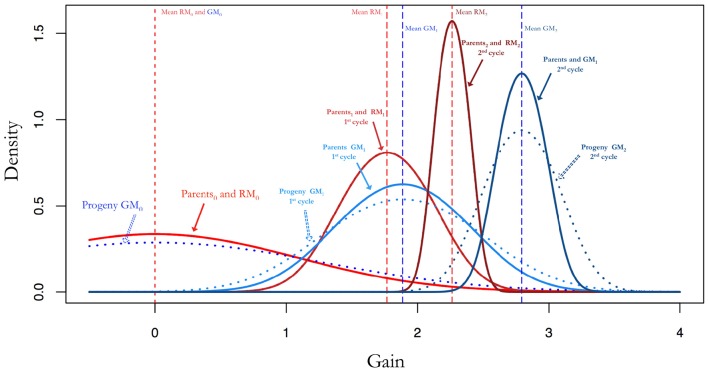 Mean RM₀ and GM₀
Mean RM₁
Mean GM₁
Mean RM₂
Mean GM₂
1.5
1.0
0.5
0.0
Density
Parents₂ and RM₂
2nd cycle
Parents and GM₁
2nd cycle
Parents₁ and RM₁
1st cycle
Parents GM₁
1st cycle
Progeny GM₂
2nd cycle
Progeny GM₁
1st cycle
Parents₀ and RM₀
Progeny GM₀
0
1
2
3
4
Gain